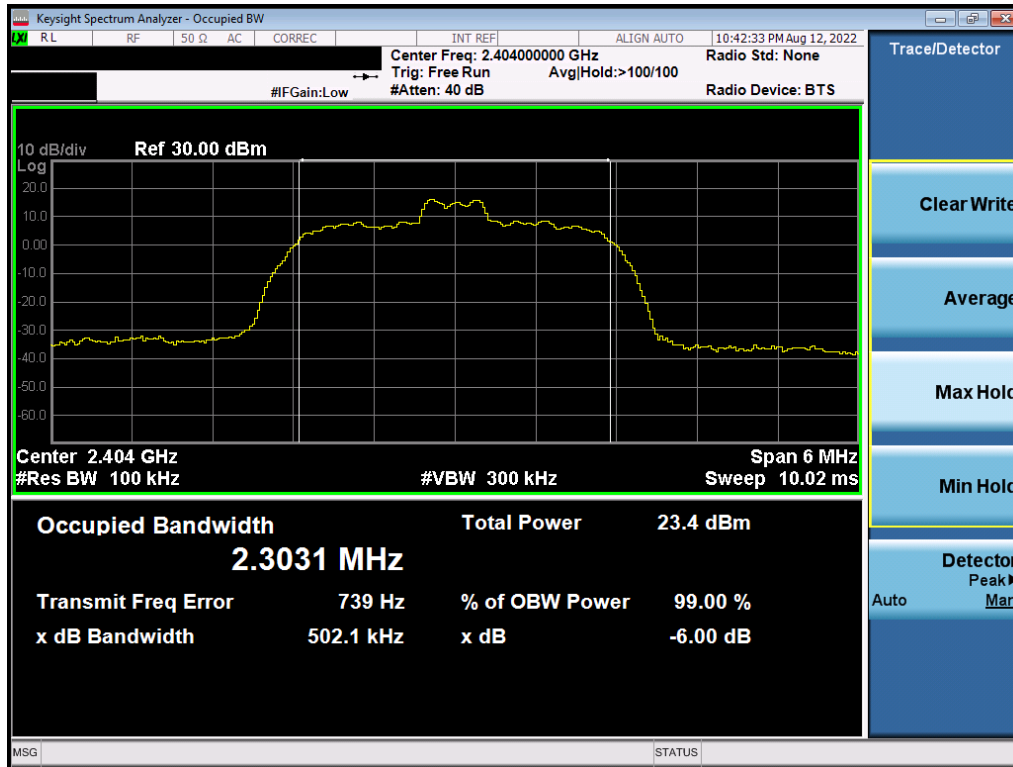 Keysight Spectrum Analyzer - Occupied BW
LXI RL RF 50 Ω AC CORREC INT REF ALIGN AUTO 10:42:33 PM Aug 12, 2022
Center Freq: 2.404000000 GHz Radio Std: None
Trig: Free Run Avg|Hold:>100/100
#IFGain:Low #Atten: 40 dB Radio Device: BTS
10 dB/div Ref 30.00 dBm
Log
20.0
10.0
0.00
-10.0
-20.0
-30.0
-40.0
-50.0
-60.0
Center 2.404 GHz Span 6 MHz
#Res BW 100 kHz #VBW 300 kHz Sweep 10.02 ms
Occupied Bandwidth Total Power 23.4 dBm
2.3031 MHz
Transmit Freq Error 739 Hz % of OBW Power 99.00 %
x dB Bandwidth 502.1 kHz x dB -6.00 dB
MSG STATUS
Trace/Detector
Clear Write
Average
Max Hold
Min Hold
Detector
Peak
Auto Man